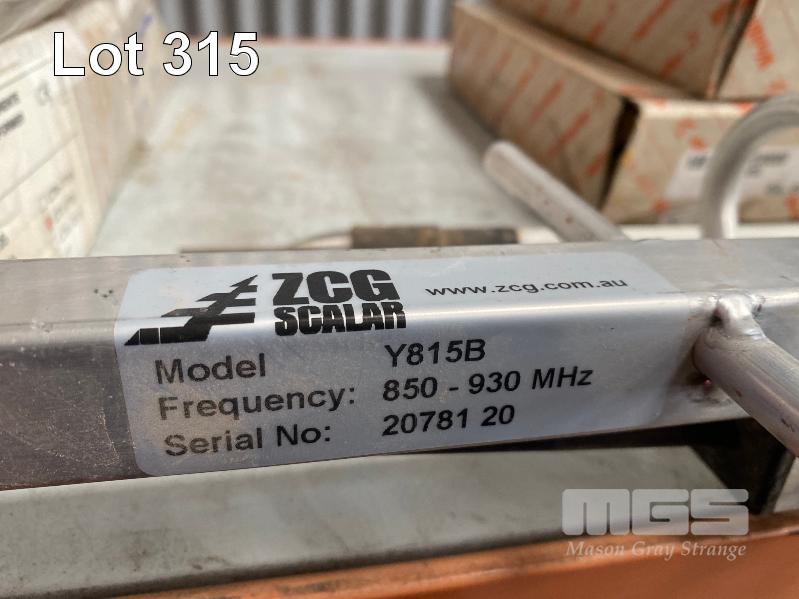 Lot 315
ZCG
SCALAR
www.zcg.com.au
Model Y815B
Frequency: 850 - 930 MHz
Serial No: 20781 20
MGS
Mason Gray Strange